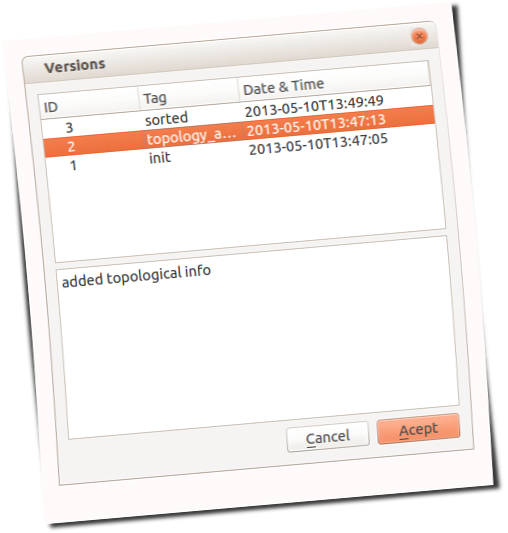 Versions
ID Tag Date & Time
3 sorted 2013-05-10T13:49:49
2 topology_a... 2013-05-10T13:47:13
1 init 2013-05-10T13:47:05
added topological info
Cancel Acept